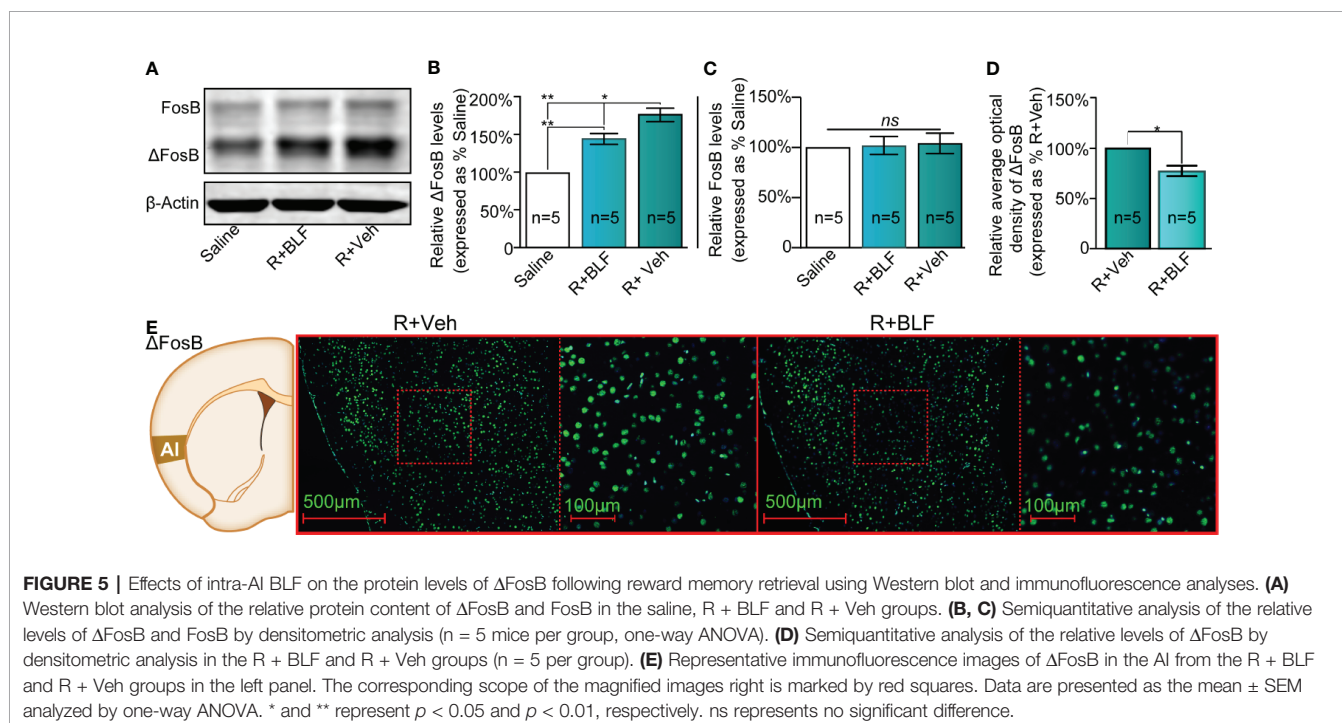 A
FosB
ΔFosB
β-Actin
Saline
R+BLF
R+Veh
B
Relative ΔFosB levels
(expressed as % Saline)
200%
150%
100%
50%
0
**
*
**
n=5
n=5
n=5
Saline
R+BLF
R+ Veh
C
Relative FosB levels
(expressed as % Saline)
150%
100%
50%
0
ns
n=5
n=5
n=5
Saline
R+BLF
R+Veh
D
Relative average optical
density of ΔFosB
(expressed as % R+Veh)
150%
100%
50%
0
*
n=5
n=5
R+Veh
R+BLF
E
ΔFosB
AI
R+Veh
R+BLF
500μm
100μm
500μm
100μm
FIGURE 5 | Effects of intra-AI BLF on the protein levels of ΔFosB following reward memory retrieval using Western blot and immunofluorescence analyses. (A)
Western blot analysis of the relative protein content of ΔFosB and FosB in the saline, R + BLF and R + Veh groups. (B, C) Semiquantitative analysis of the relative
levels of ΔFosB and FosB by densitometric analysis (n = 5 mice per group, one-way ANOVA). (D) Semiquantitative analysis of the relative levels of ΔFosB by
densitometric analysis in the R + BLF and R + Veh groups (n = 5 per group). (E) Representative immunofluorescence images of ΔFosB in the AI from the R + BLF
and R + Veh groups in the left panel. The corresponding scope of the magnified images right is marked by red squares. Data are presented as the mean ± SEM
analyzed by one-way ANOVA. * and ** represent p < 0.05 and p < 0.01, respectively. ns represents no significant difference.